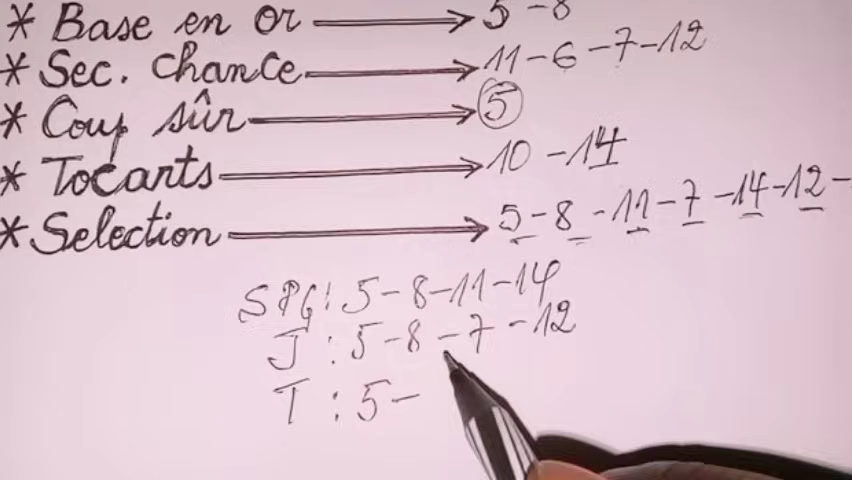 * Base en or 5 - 8
* Sec. chance 11 - 6 - 7 - 12
* Coup sûr 5
* Tocarts 10 - 14
* Selection 5 - 8 - 11 - 7 - 14 - 12 -
SPG: 5 - 8 - 11 - 14
J : 5 - 8 - 7 - 12
T : 5 -